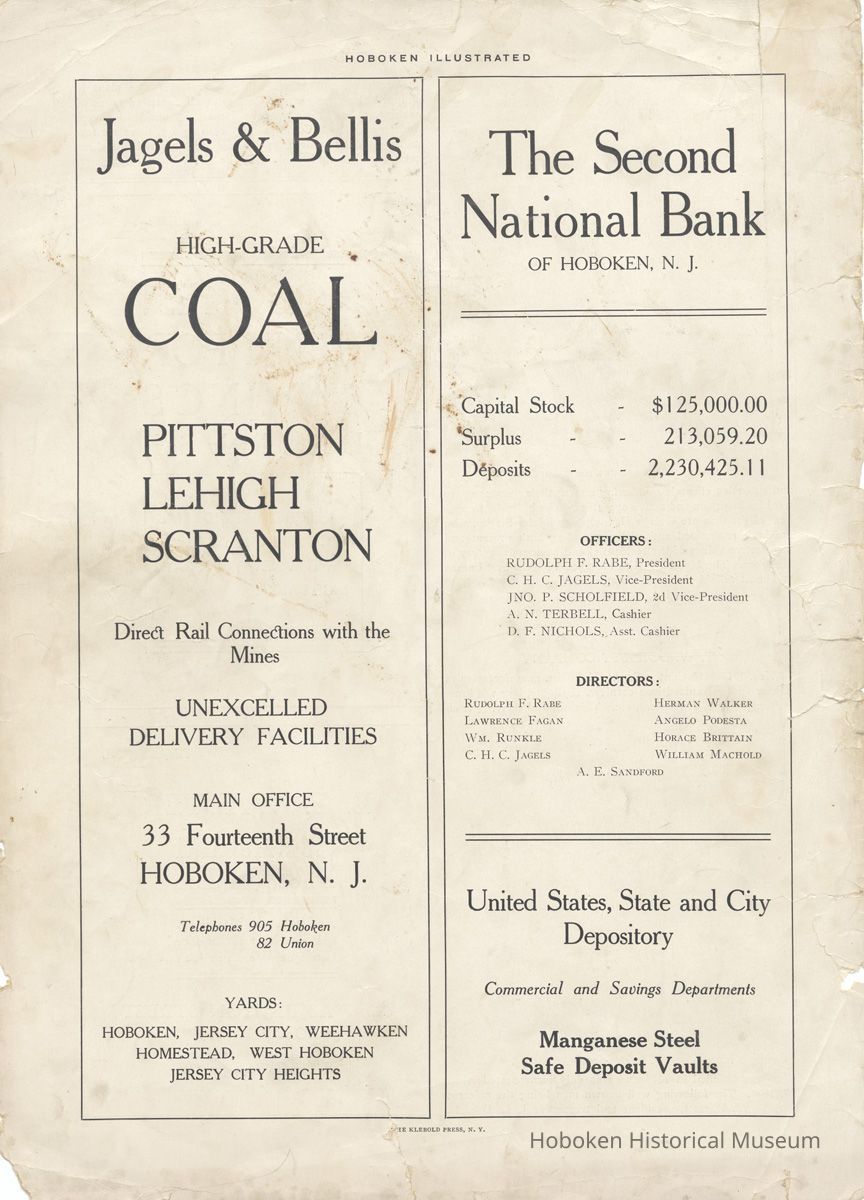 HOBOKEN ILLUSTRATED
Jagels & Bellis
HIGH-GRADE
COAL
PITTSTON
LEHIGH
SCRANTON
Direct Rail Connections with the
Mines
UNEXCELLED
DELIVERY FACILITIES
MAIN OFFICE
33 Fourteenth Street
HOBOKEN, N. J.
Telephones 905 Hoboken
82 Union
YARDS:
HOBOKEN, JERSEY CITY, WEEHAWKEN
HOMESTEAD, WEST HOBOKEN
JERSEY CITY HEIGHTS
The Second
National Bank
OF HOBOKEN, N. J.
Capital Stock - $125,000.00
Surplus - - 213,059.20
Deposits - - 2,230,425.11
OFFICERS:
RUDOLPH F. RABE, President
C. H. C. JAGELS, Vice-President
JNO. P. SCHOLFIELD, 2d Vice-President
A. N. TERBELL, Cashier
D. F. NICHOLS, Asst. Cashier
DIRECTORS:
RUDOLPH F. RABE HERMAN WALKER
LAWRENCE FAGAN ANGELO PODESTA
WM. RUNKLE HORACE BRITTAIN
C. H. C. JAGELS WILLIAM MACHOLD
A. E. SANDFORD
United States, State and City
Depository
Commercial and Savings Departments
Manganese Steel
Safe Deposit Vaults
KLEBOLD PRESS, N. Y.
Hoboken Historical Museum